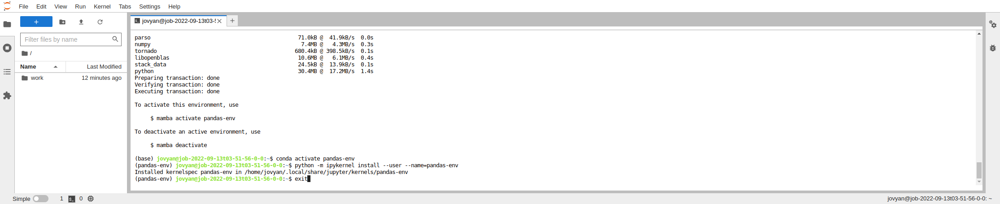 File Edit View Run Kernel Tabs Settings Help
jovyan@job-2022-09-13t03-5
Filter files by name
/
Name Last Modified
work 12 minutes ago
parso 71.0kB @ 41.9kB/s 0.0s
numpy 7.4MB @ 4.3MB/s 0.3s
tornado 680.4kB @ 398.5kB/s 0.1s
libopenblas 10.6MB @ 6.1MB/s 0.4s
stack_data 24.5kB @ 13.9kB/s 0.1s
python 30.4MB @ 17.2MB/s 1.4s
Preparing transaction: done
Verifying transaction: done
Executing transaction: done
To activate this environment, use
$ mamba activate pandas-env
To deactivate an active environment, use
$ mamba deactivate
(base) jovyan@job-2022-09-13t03-51-56-0-0:~$ conda activate pandas-env
(pandas-env) jovyan@job-2022-09-13t03-51-56-0-0:~$ python -m ipykernel install --user --name=pandas-env
Installed kernelspec pandas-env in /home/jovyan/.local/share/jupyter/kernels/pandas-env
(pandas-env) jovyan@job-2022-09-13t03-51-56-0-0:~$ exit
Simple 1 $_ 0 jovyan@job-2022-09-13t03-51-56-0-0: ~